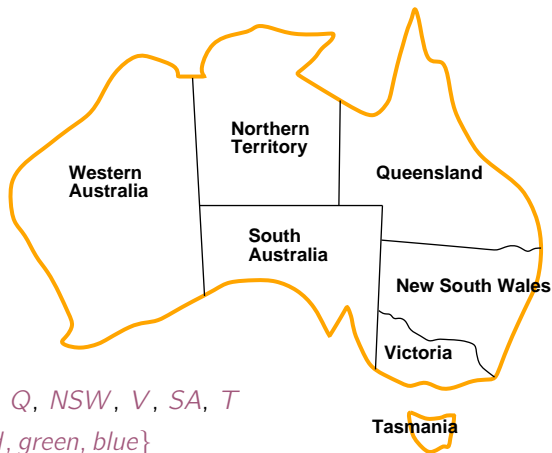 Northern
Territory
Western
Australia
Queensland
South
Australia
New South Wales
Victoria
Q, NSW, V, SA, T
green, blue}
Tasmania